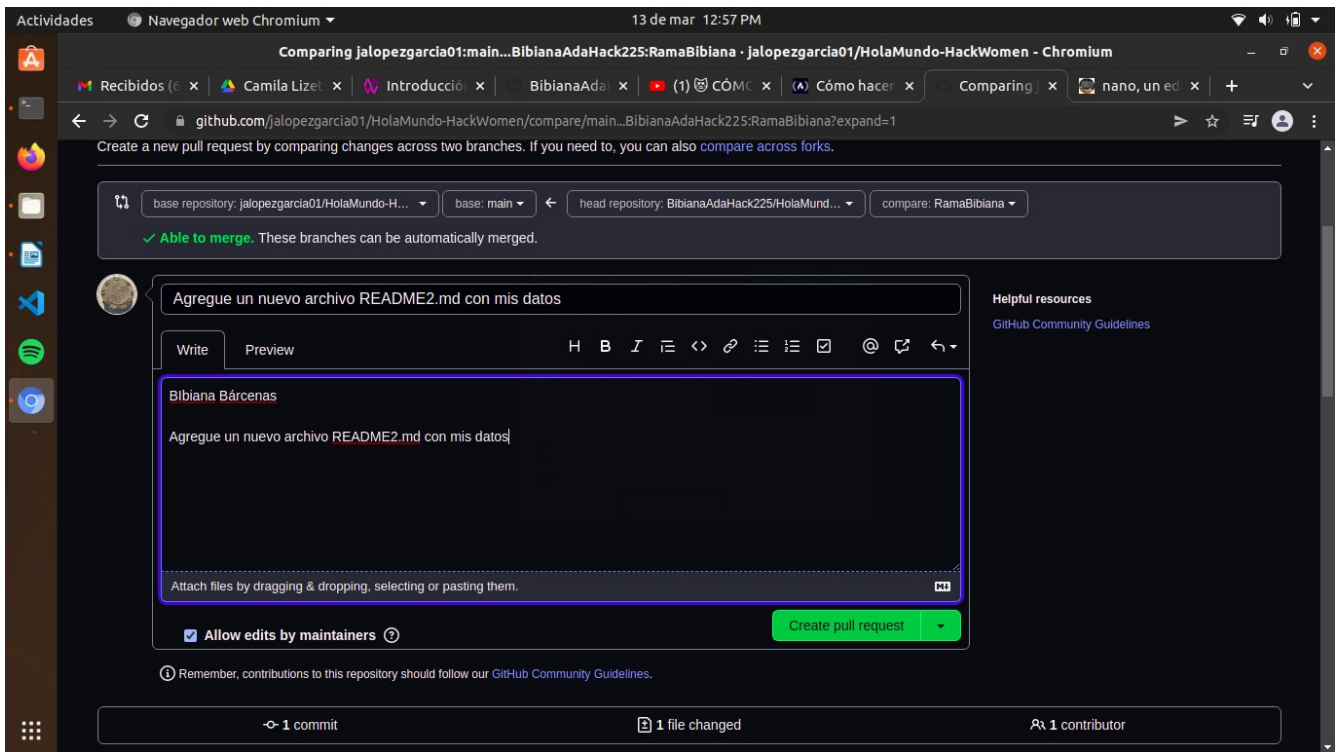 Actividades Navegador web Chromium 13 de mar 12:57 PM
Comparing jalopezgarcia01:main...BibianaAdaHack225:RamaBibiana · jalopezgarcia01/HolaMundo-HackWomen - Chromium
Recibidos (6 Camila Lizet Introducció BibianaAda (1) 😻 CÓMO Cómo hacer Comparing j nano, un ed
github.com/jalopezgarcia01/HolaMundo-HackWomen/compare/main...BibianaAdaHack225:RamaBibiana?expand=1
Create a new pull request by comparing changes across two branches. If you need to, you can also compare across forks.
base repository: jalopezgarcia01/HolaMundo-H... base: main ← head repository: BibianaAdaHack225/HolaMund... compare: RamaBibiana
✓ Able to merge. These branches can be automatically merged.
Agregue un nuevo archivo README2.md con mis datos
Helpful resources
GitHub Community Guidelines
Write Preview H B I
BIbiana Bárcenas
Agregue un nuevo archivo README2.md con mis datos
Attach files by dragging & dropping, selecting or pasting them.
Create pull request
Allow edits by maintainers
Remember, contributions to this repository should follow our GitHub Community Guidelines.
1 commit 1 file changed 1 contributor